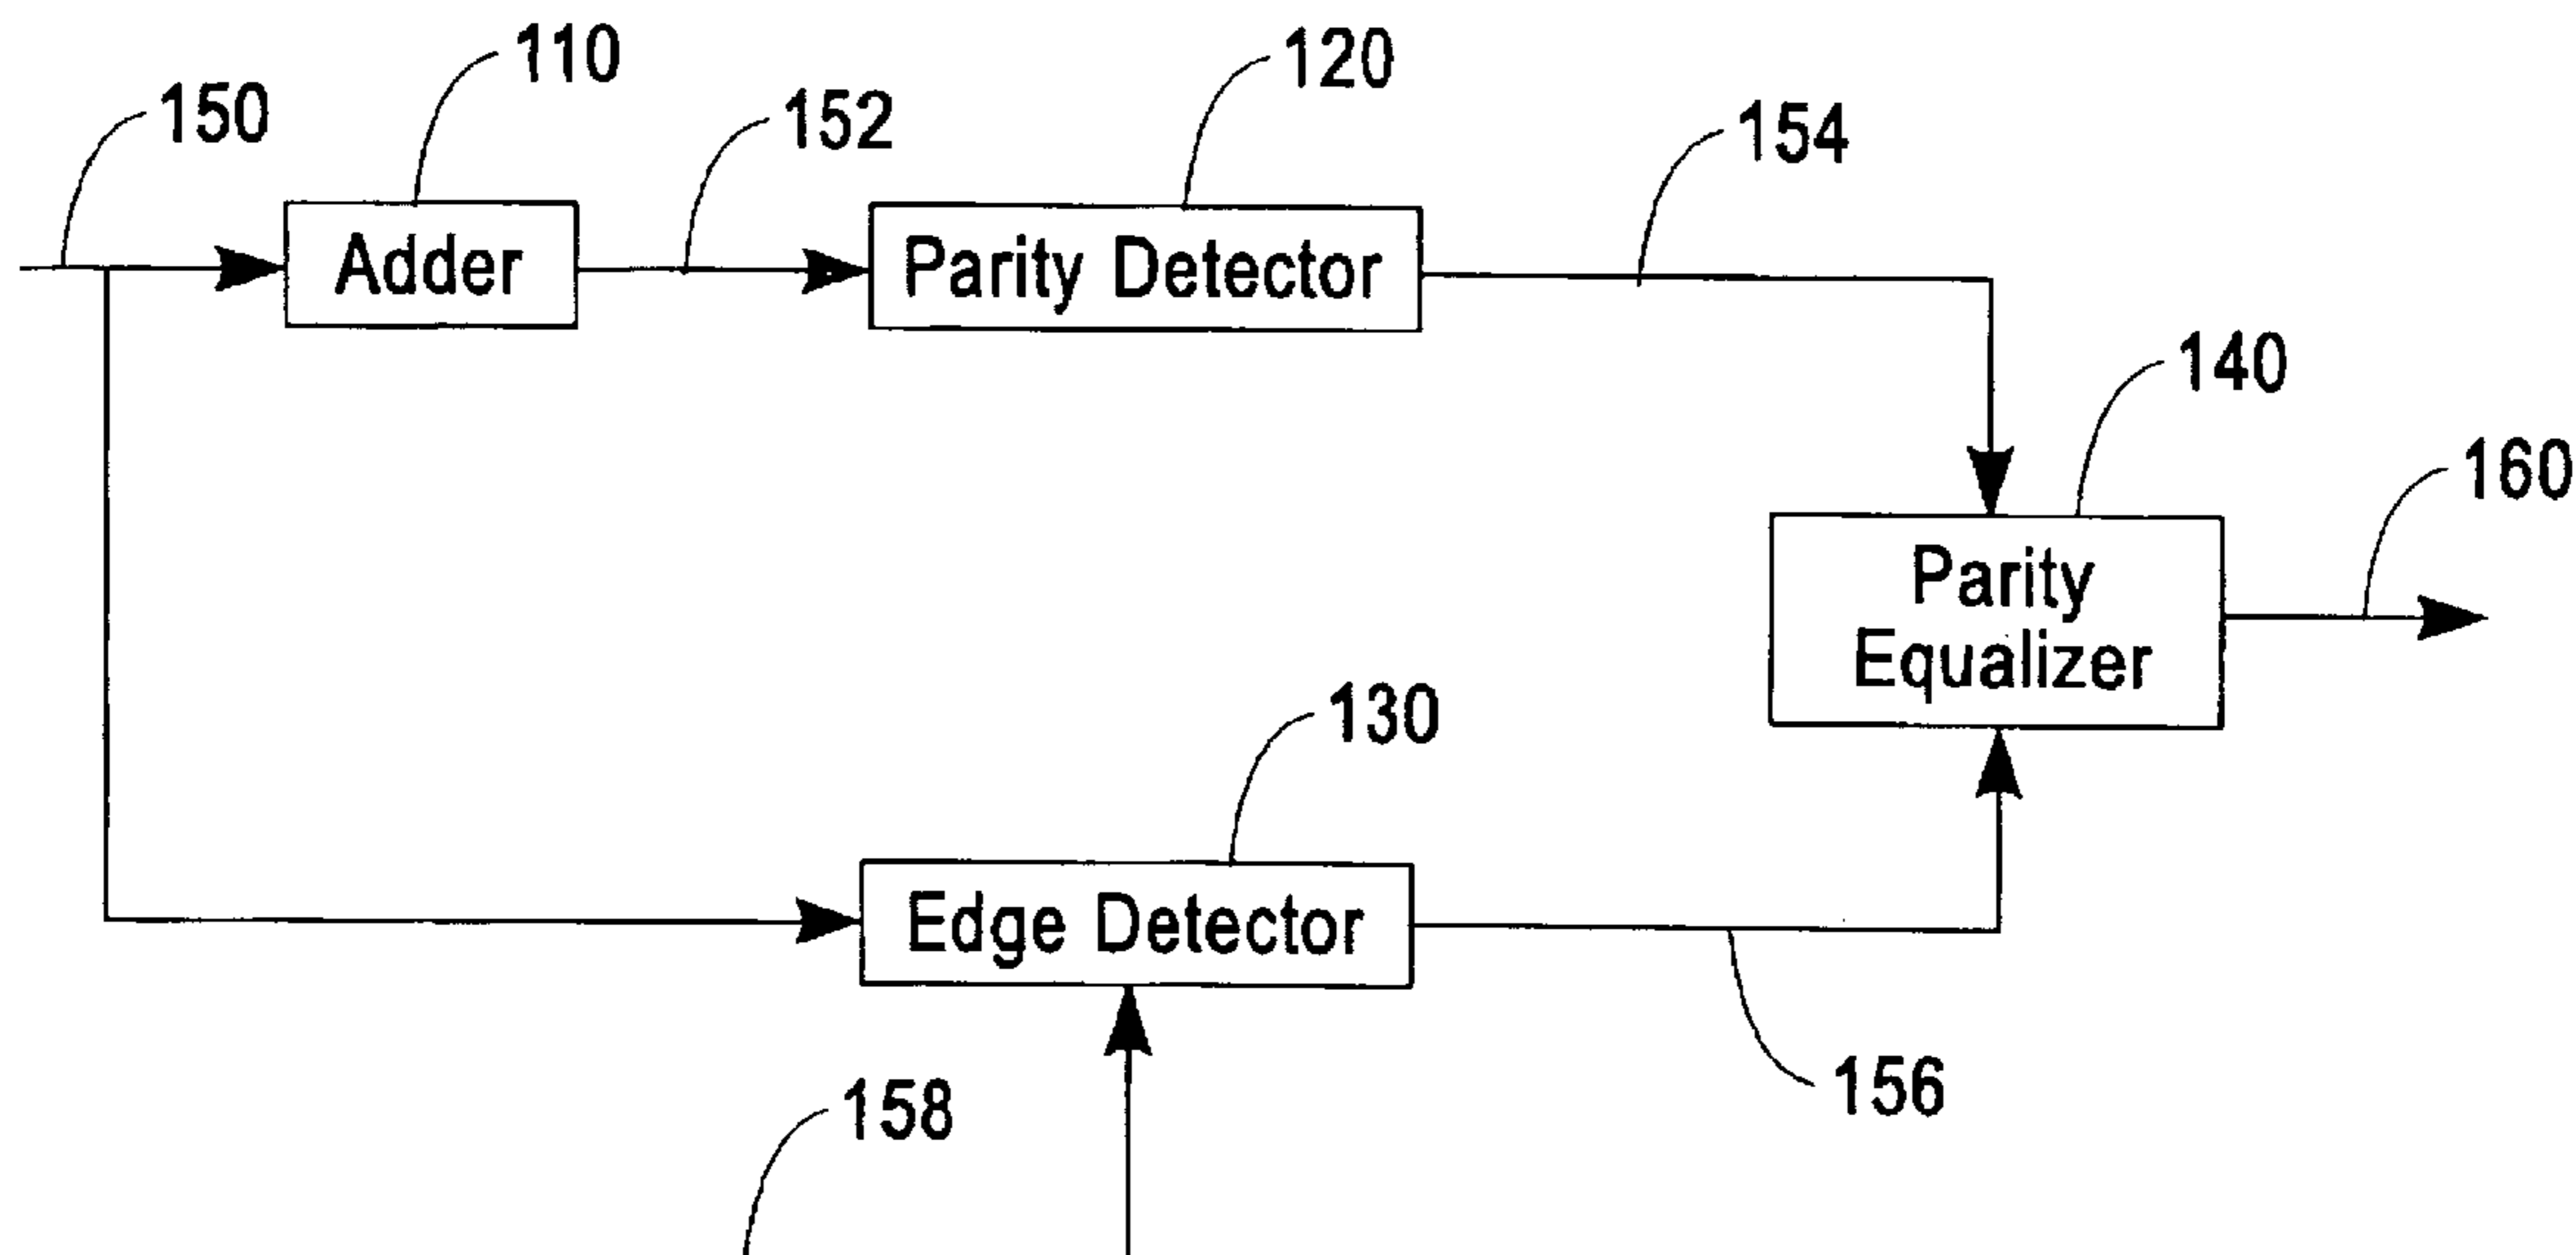 110
120
150
152
154
Adder
Parity Detector
140
160
Parity
Equalizer
130
Edge Detector
156
158